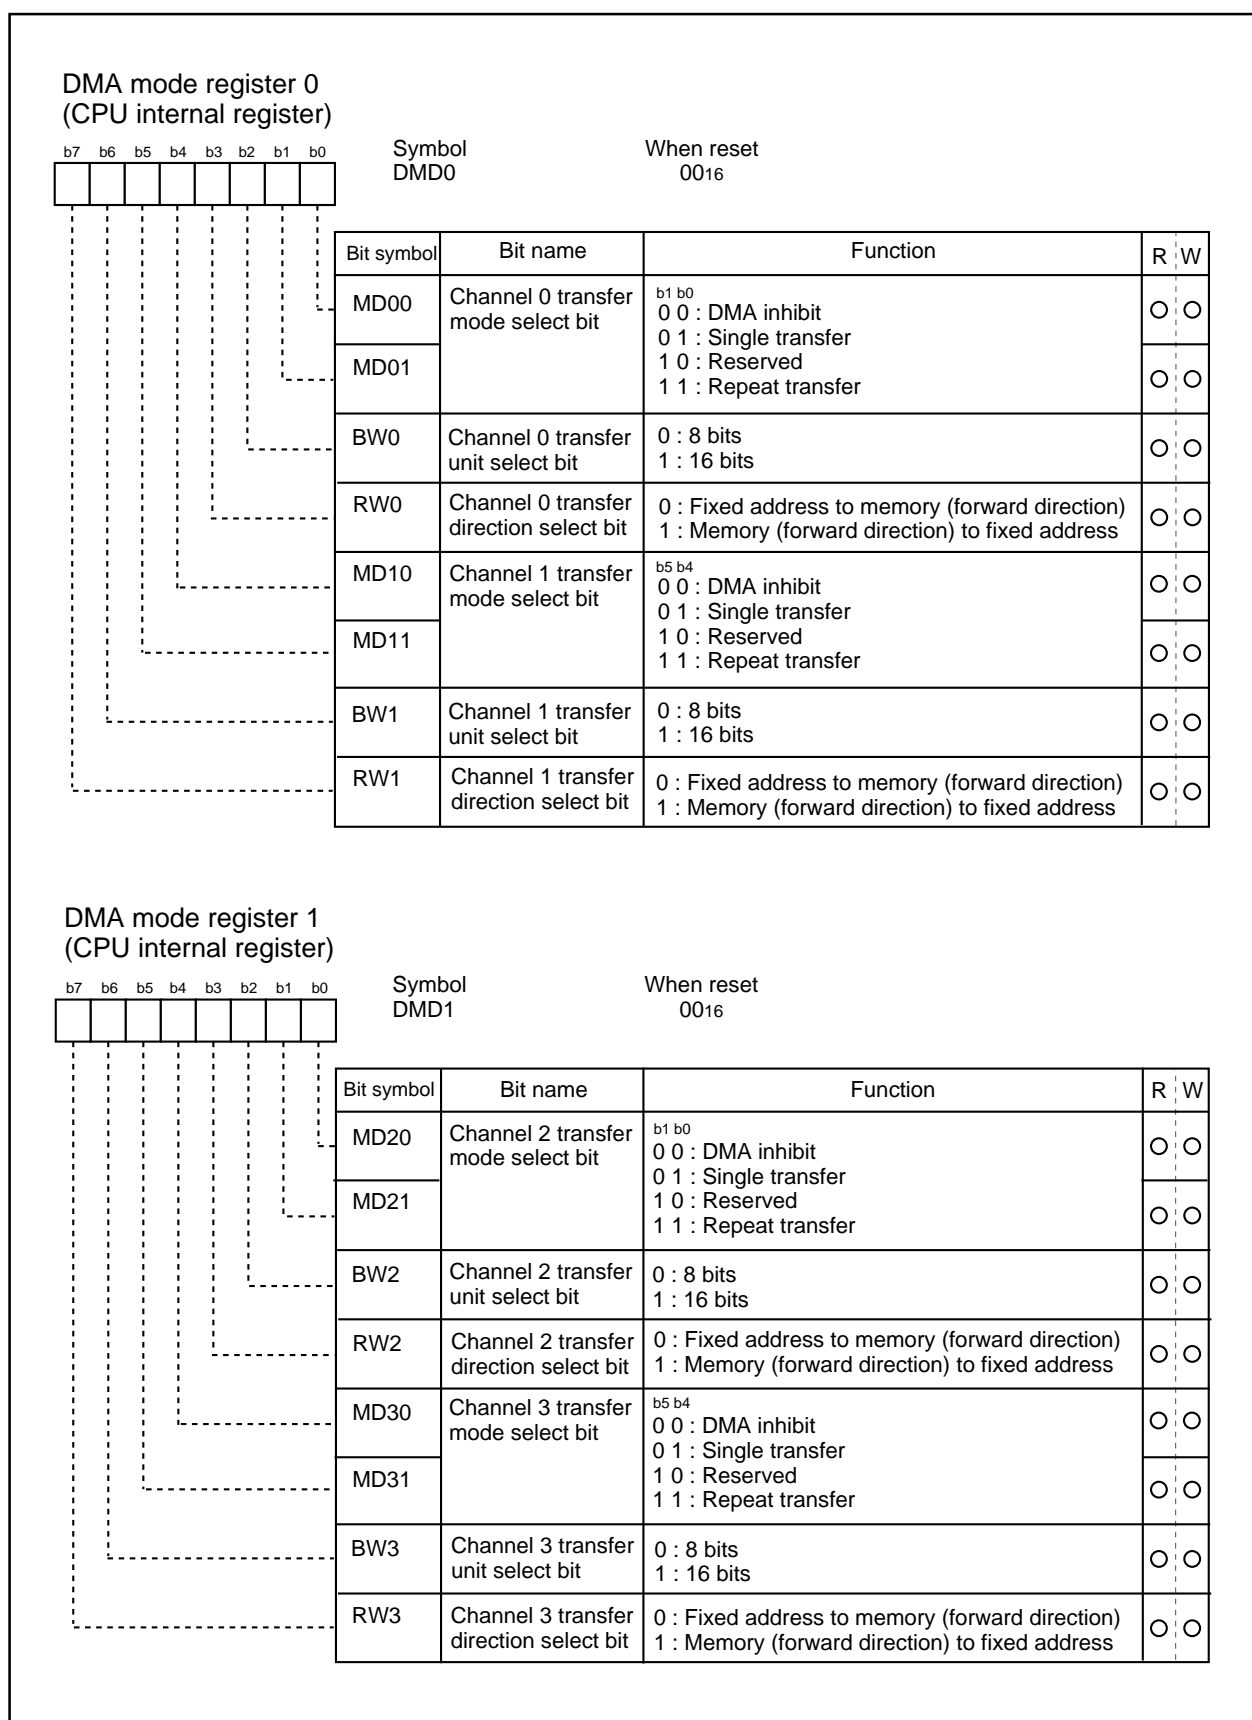 DMA mode register 0
(CPU internal register)
b7 b6 b5 b4 b3 b2 b1 b0
Symbol When reset
DMD0 0016
Bit symbol Bit name Function R W
MD00 Channel 0 transfer mode select bit
b1 b0
0 0 : DMA inhibit
0 1 : Single transfer
1 0 : Reserved
1 1 : Repeat transfer
MD01
BW0 Channel 0 transfer unit select bit
0 : 8 bits
1 : 16 bits
RW0 Channel 0 transfer direction select bit
0 : Fixed address to memory (forward direction)
1 : Memory (forward direction) to fixed address
MD10 Channel 1 transfer mode select bit
b5 b4
0 0 : DMA inhibit
0 1 : Single transfer
1 0 : Reserved
1 1 : Repeat transfer
MD11
BW1 Channel 1 transfer unit select bit
0 : 8 bits
1 : 16 bits
RW1 Channel 1 transfer direction select bit
0 : Fixed address to memory (forward direction)
1 : Memory (forward direction) to fixed address
DMA mode register 1
(CPU internal register)
b7 b6 b5 b4 b3 b2 b1 b0
Symbol When reset
DMD1 0016
Bit symbol Bit name Function R W
MD20 Channel 2 transfer mode select bit
b1 b0
0 0 : DMA inhibit
0 1 : Single transfer
1 0 : Reserved
1 1 : Repeat transfer
MD21
BW2 Channel 2 transfer unit select bit
0 : 8 bits
1 : 16 bits
RW2 Channel 2 transfer direction select bit
0 : Fixed address to memory (forward direction)
1 : Memory (forward direction) to fixed address
MD30 Channel 3 transfer mode select bit
b5 b4
0 0 : DMA inhibit
0 1 : Single transfer
1 0 : Reserved
1 1 : Repeat transfer
MD31
BW3 Channel 3 transfer unit select bit
0 : 8 bits
1 : 16 bits
RW3 Channel 3 transfer direction select bit
0 : Fixed address to memory (forward direction)
1 : Memory (forward direction) to fixed address